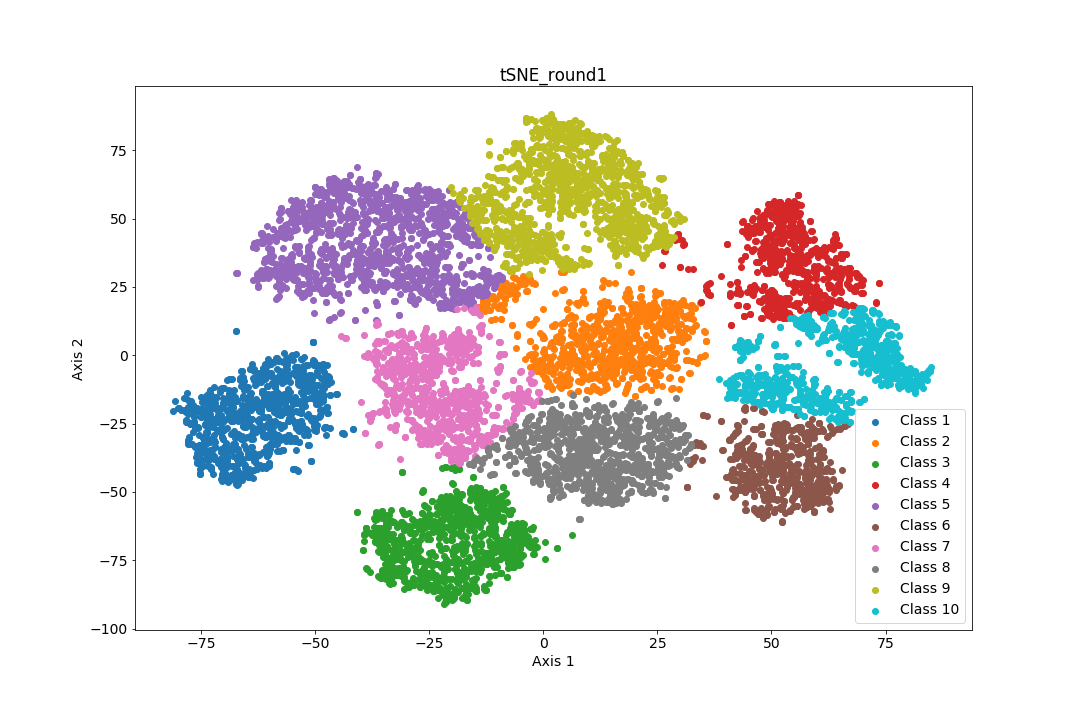 tSNE_round1
75
50
25
0
−25
−50
−75
−100
Axis 2
−75 −50 −25 0 25 50 75
Axis 1
Class 1
Class 2
Class 3
Class 4
Class 5
Class 6
Class 7
Class 8
Class 9
Class 10